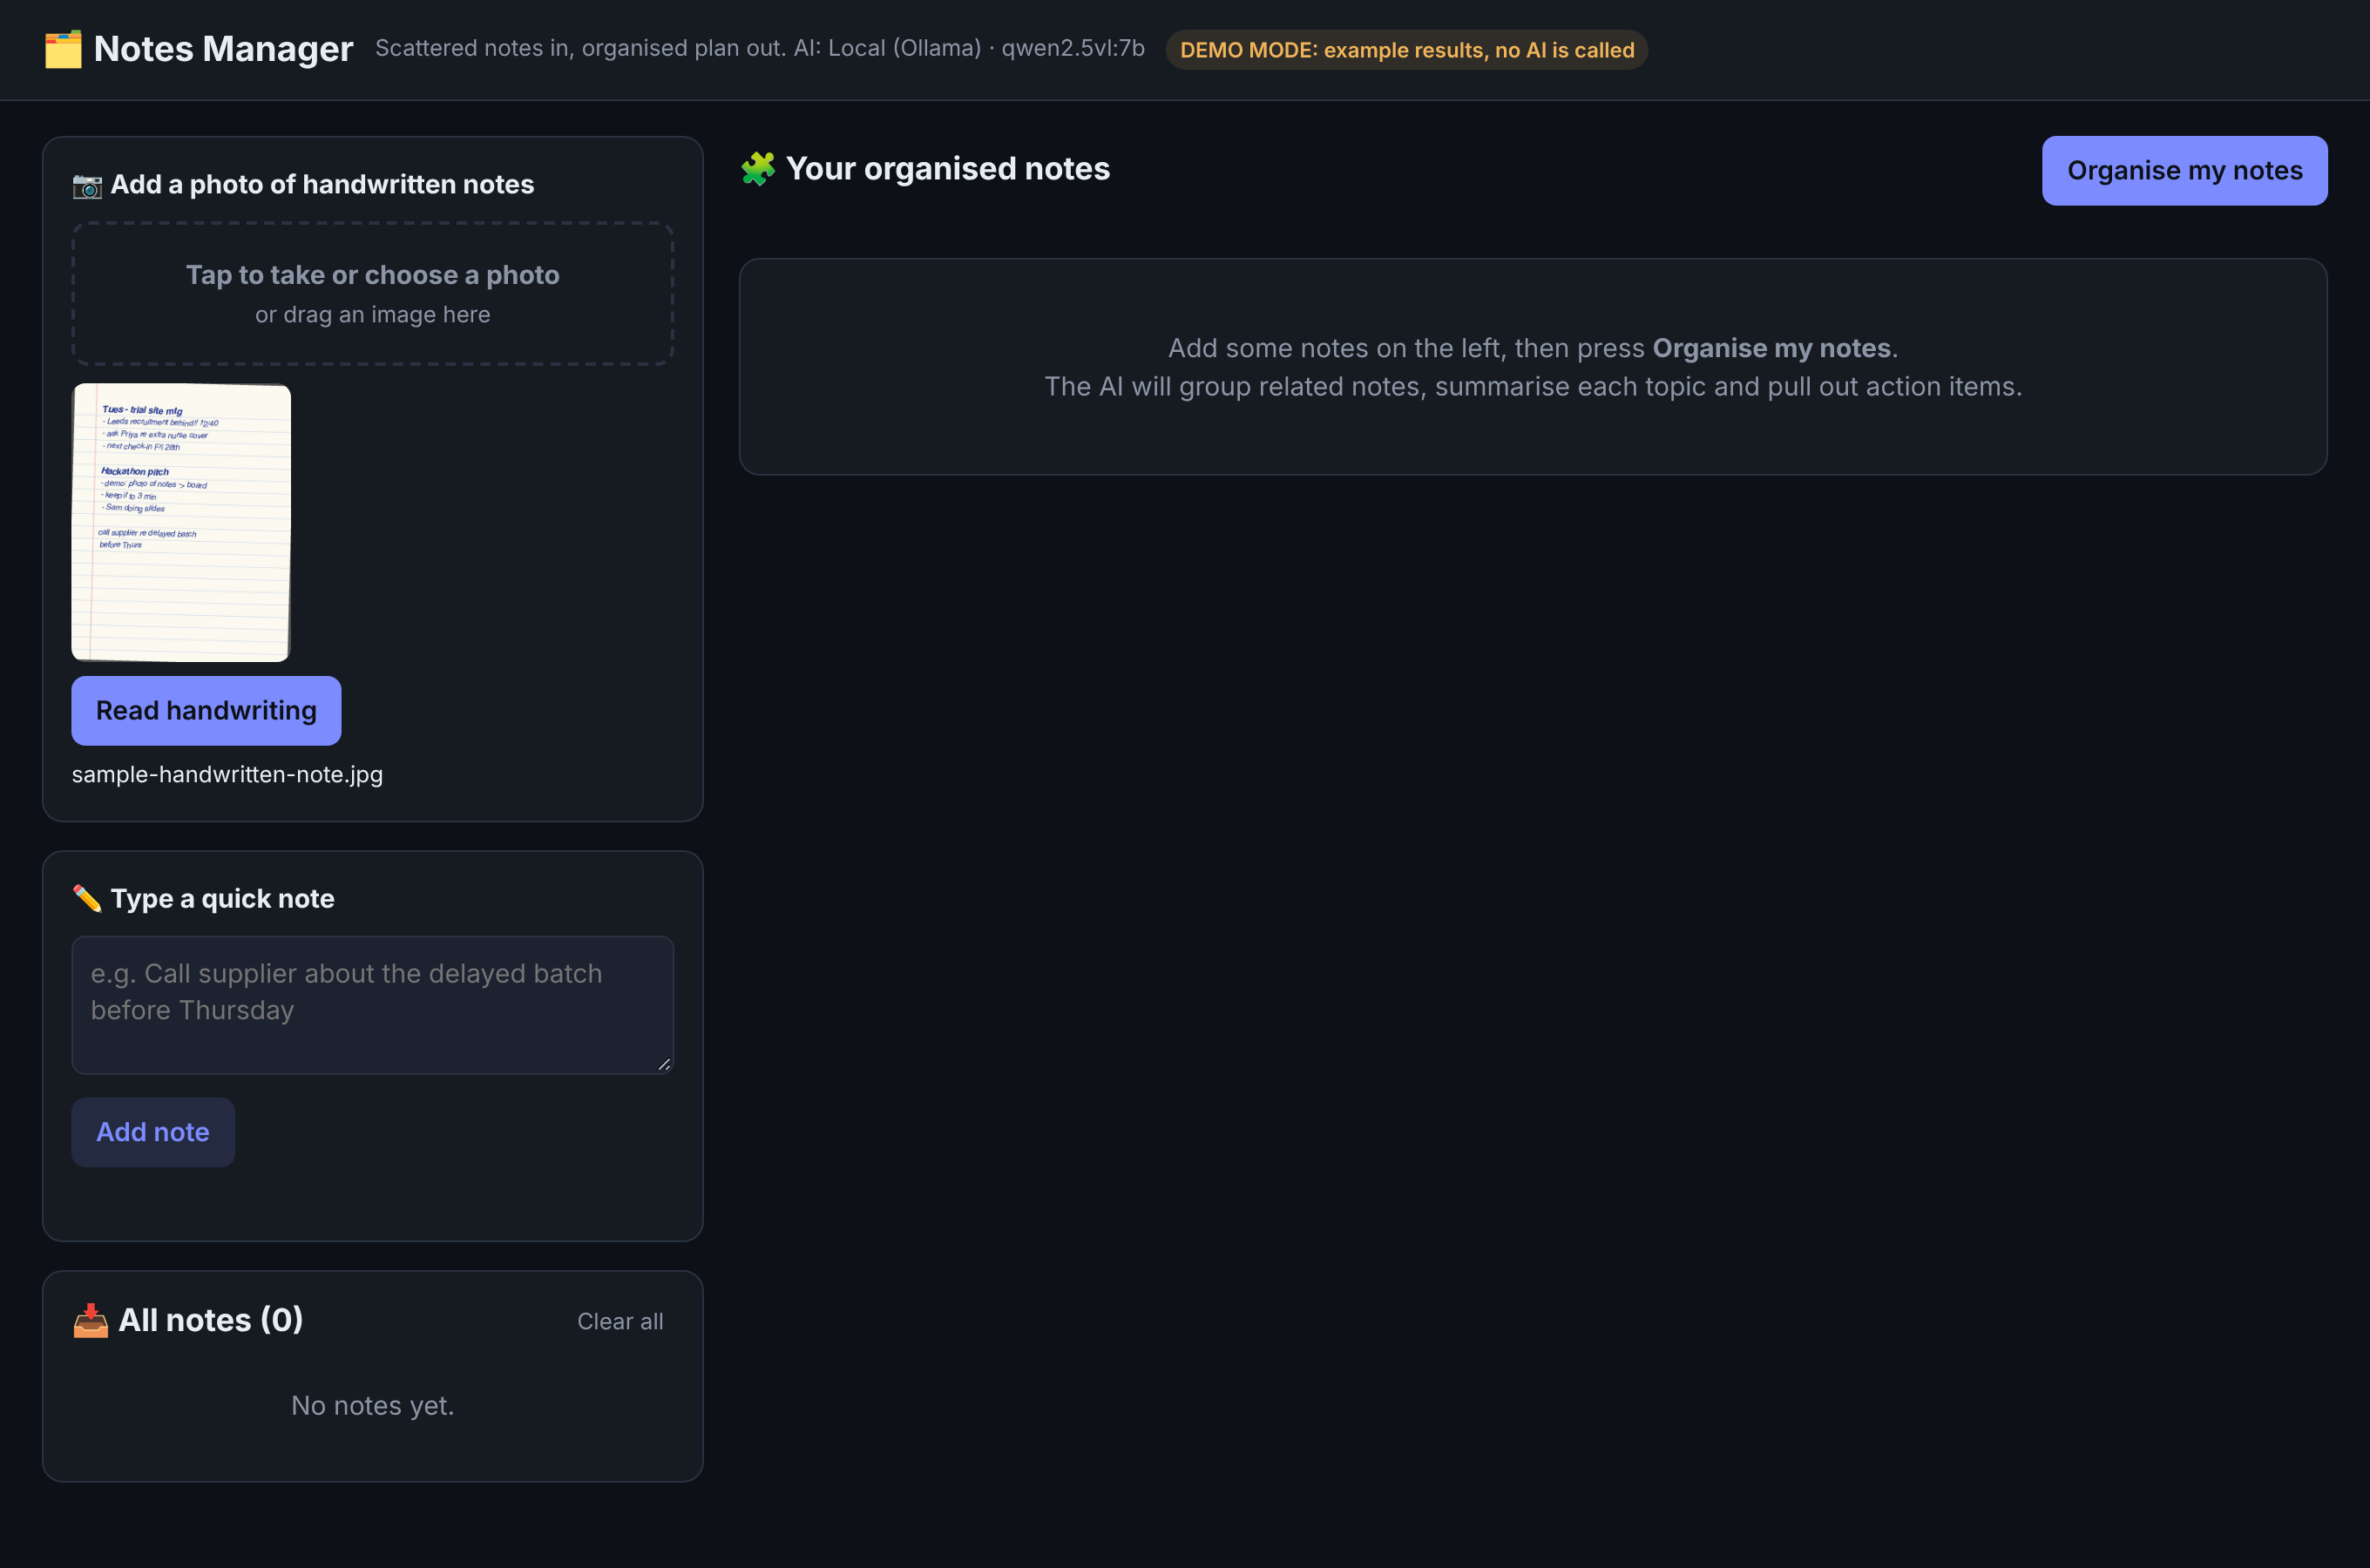 🗂️ Notes Manager
Scattered notes in, organised plan out. AI: Local (Ollama) · qwen2.5vl:7b
DEMO MODE: example results, no AI is called
📷 Add a photo of handwritten notes
Tap to take or choose a photo
or drag an image here
Tues - trial site mtg
- Leeds recruitment behind!! 12/40
- ask Priya re extra nurse cover
- next check-in Fri 28th
Hackathon pitch
- demo: photo of notes -> board
- keep it to 3 min
- Sam doing slides
call supplier re delayed batch
before Thurs
Read handwriting
sample-handwritten-note.jpg
✏️ Type a quick note
e.g. Call supplier about the delayed batch
before Thursday
Add note
📥 All notes (0)
Clear all
No notes yet.
🧩 Your organised notes
Organise my notes
Add some notes on the left, then press Organise my notes.
The AI will group related notes, summarise each topic and pull out action items.